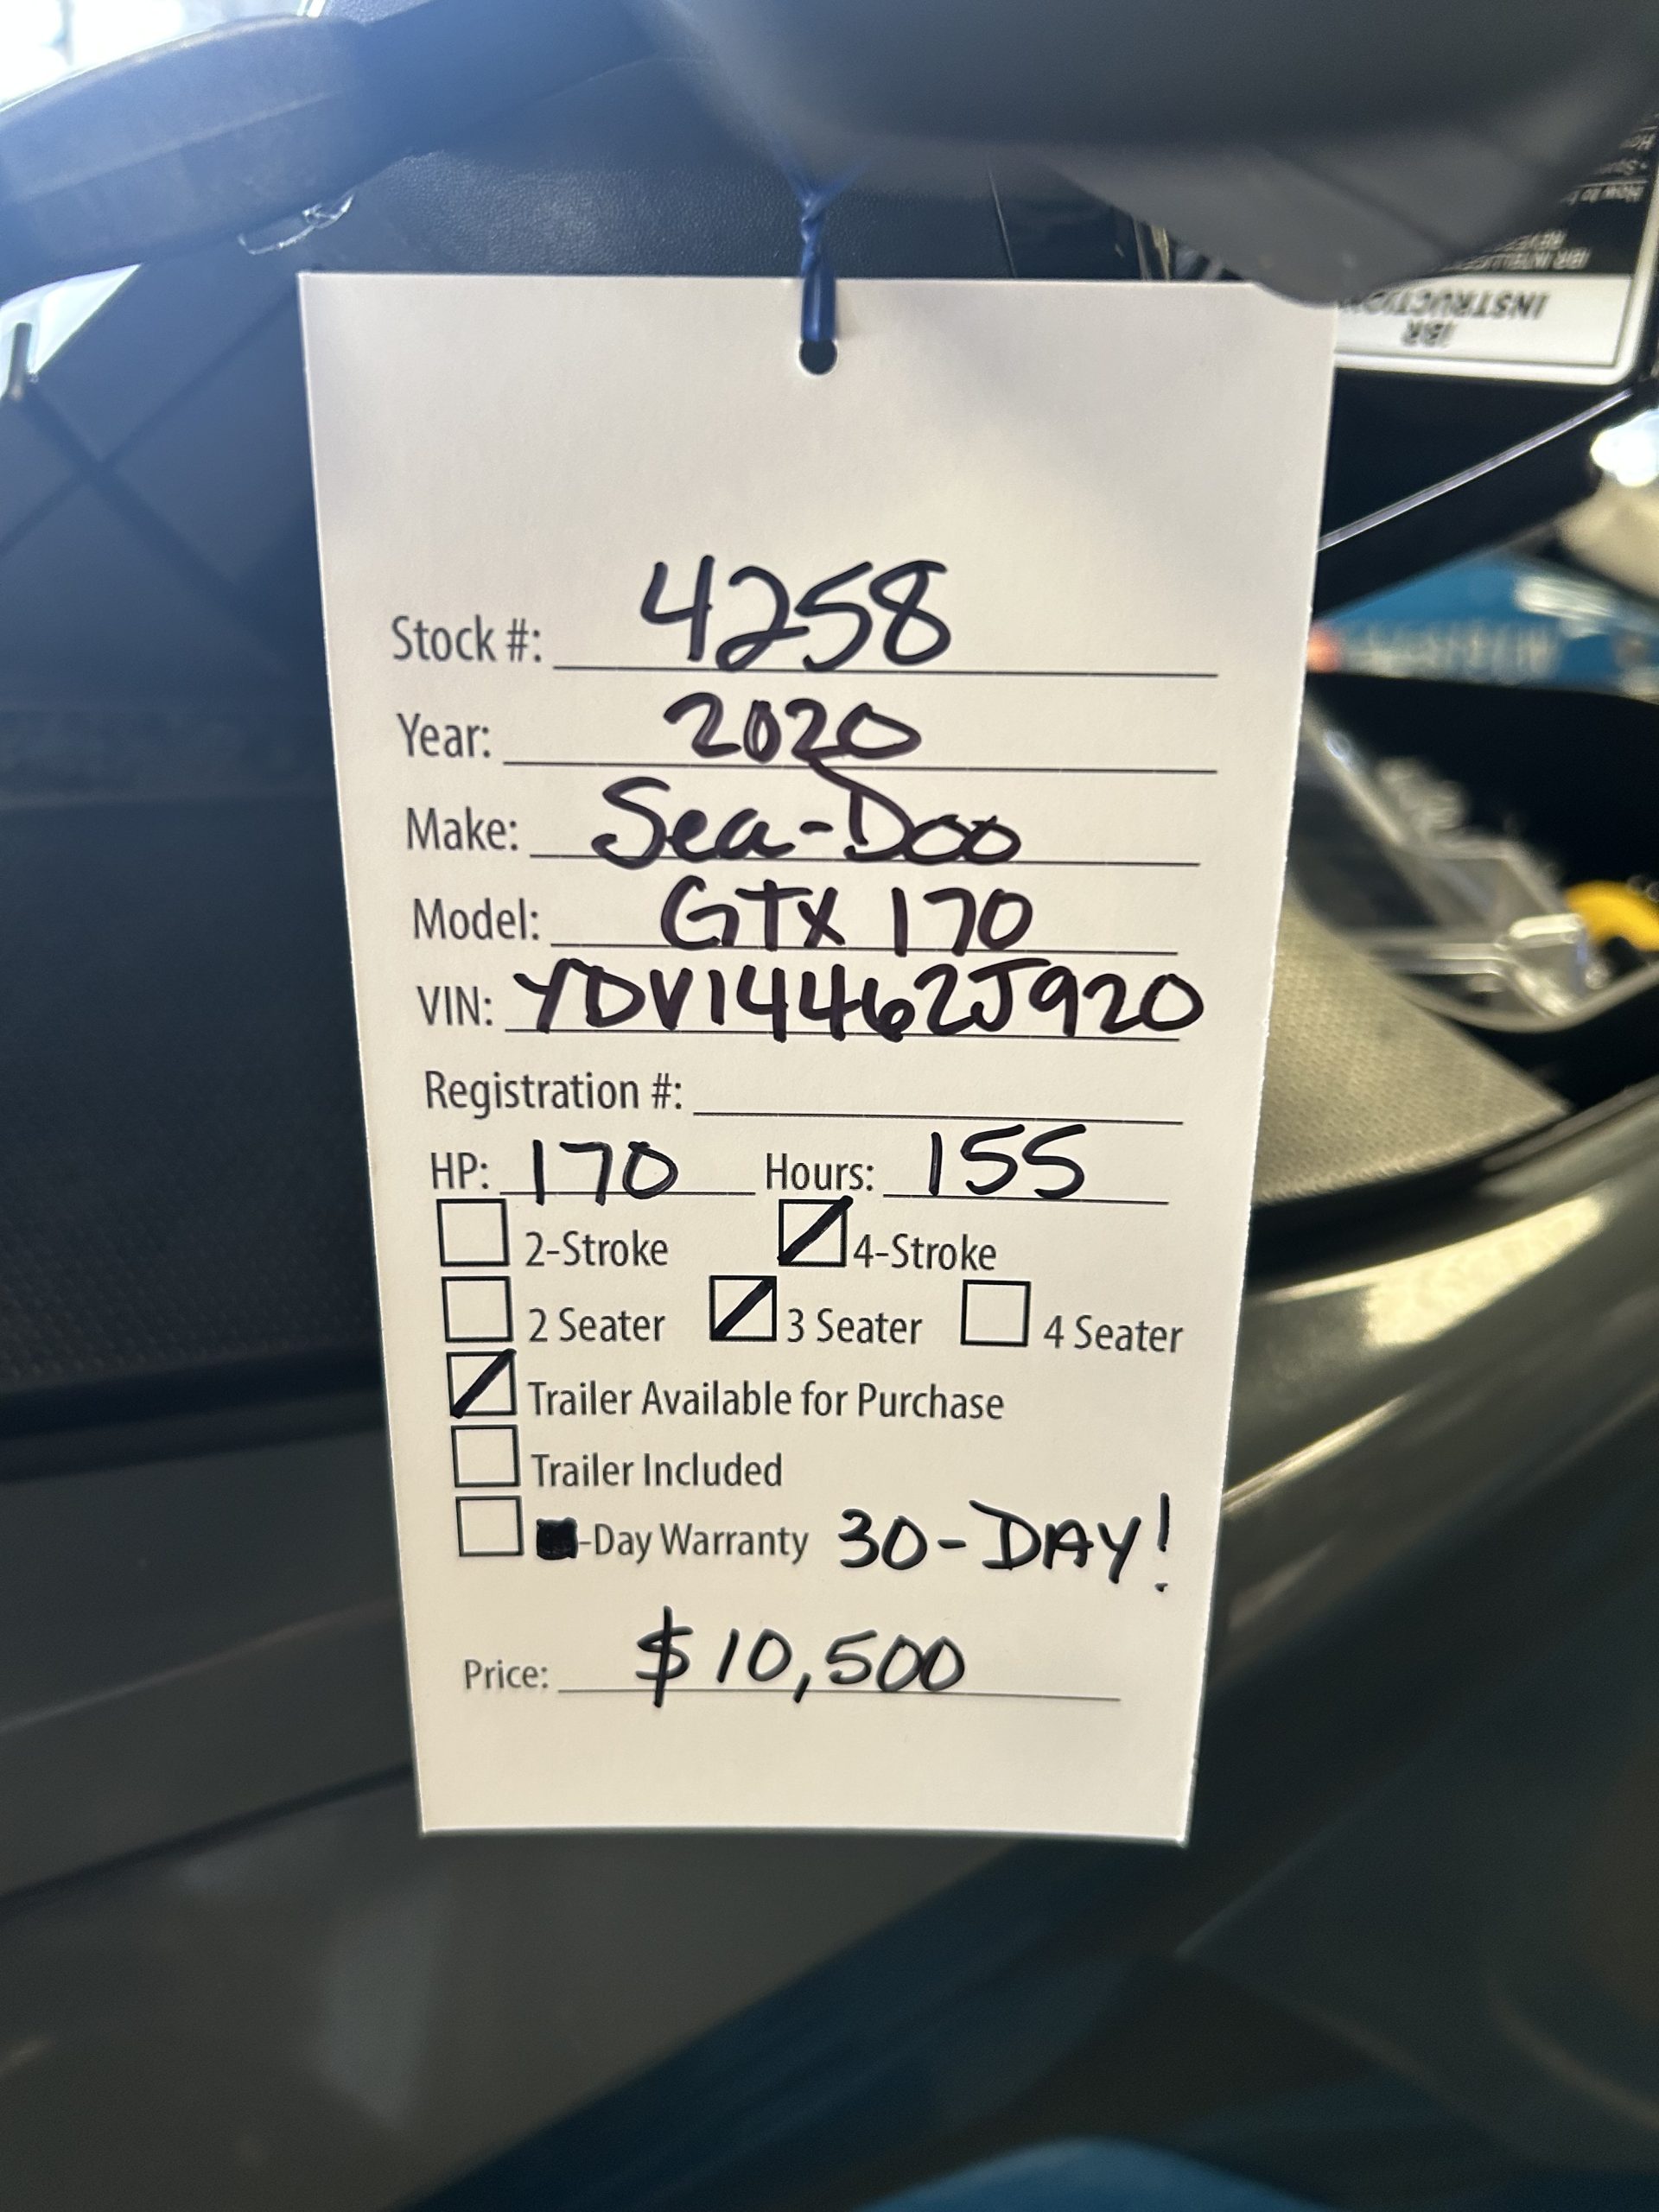 IBR
INSTRUCTION
Stock #: 4258
Year: 2020
Make: Sea-Doo
Model: GTX 170
VIN: YDV14462J920
Registration #:
HP: 170 Hours: 155
2-Stroke 4-Stroke
2 Seater 3 Seater 4 Seater
Trailer Available for Purchase
Trailer Included
-Day Warranty 30-DAY!
Price: $10,500